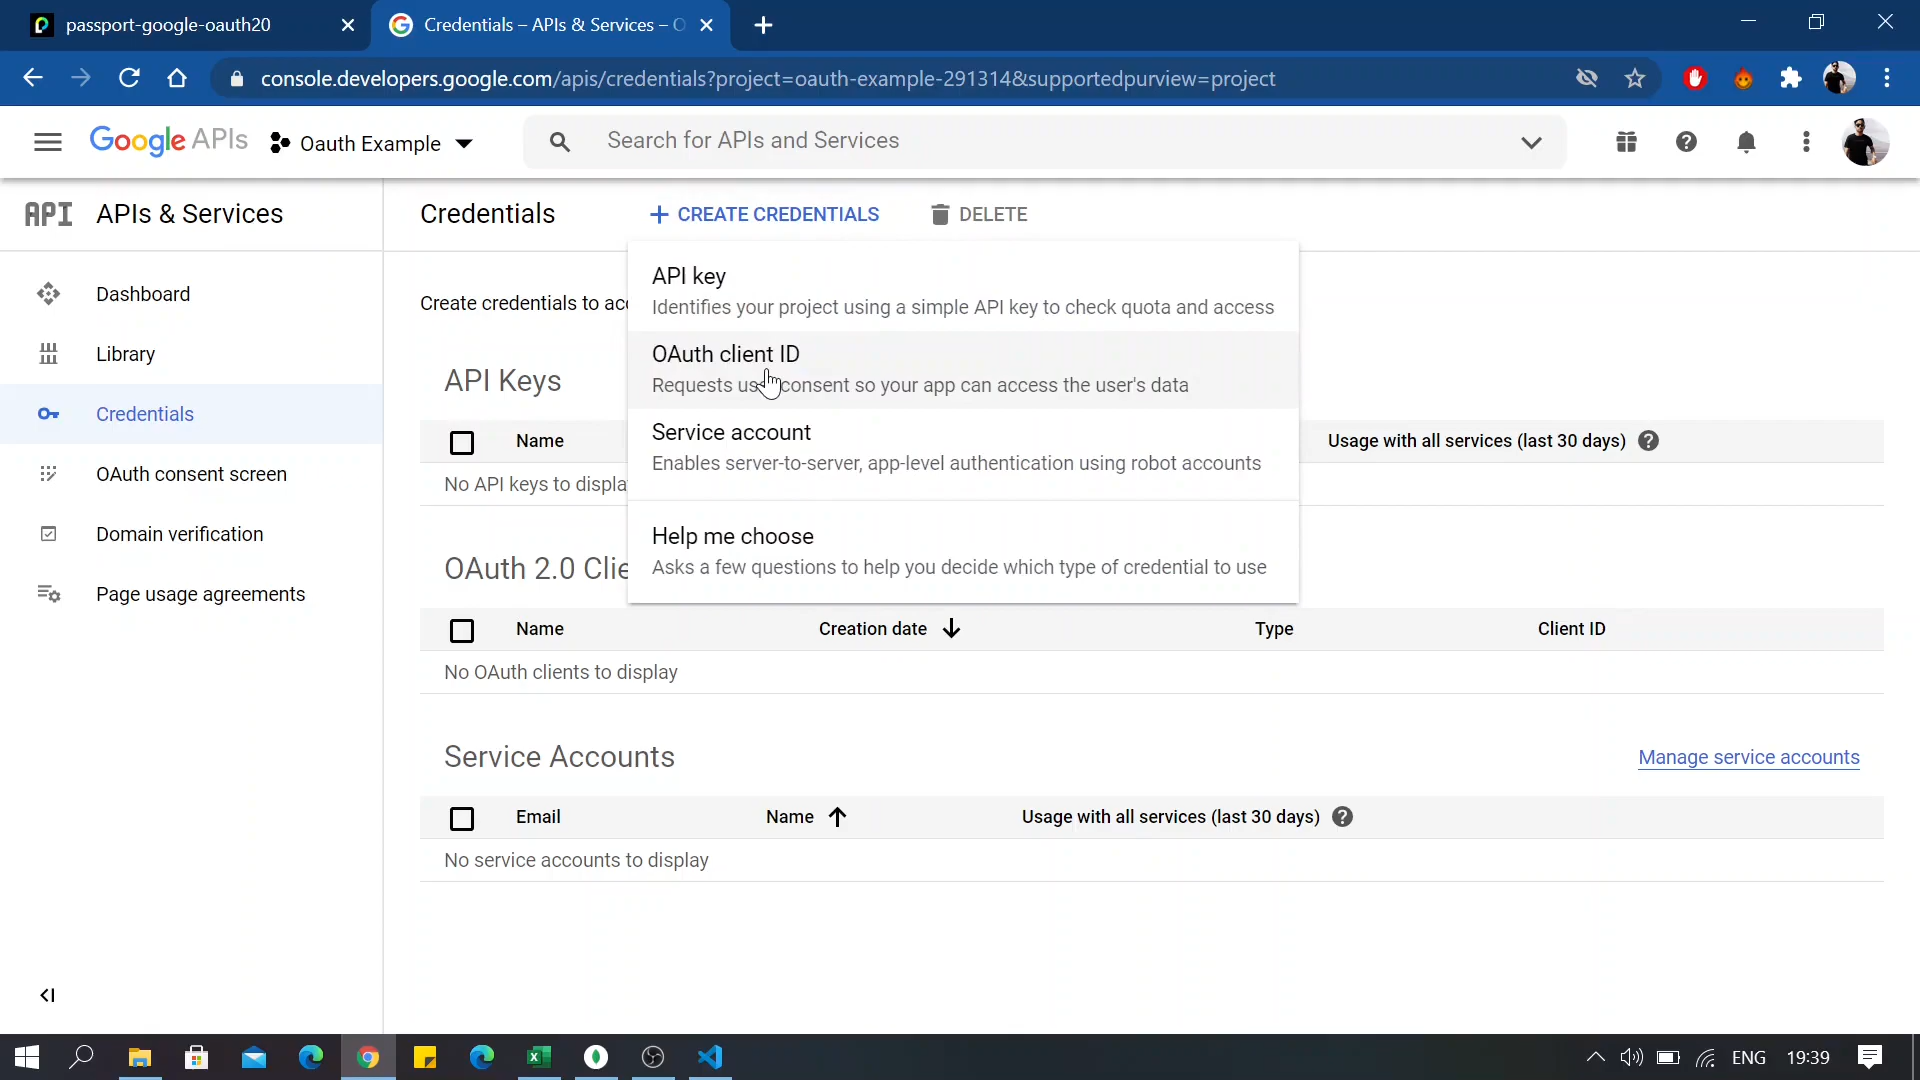 passport-google-oauth20
Credentials – APIs & Services – O
console.developers.google.com/apis/credentials?project=oauth-example-291314&supportedpurview=project
Google APIs
Oauth Example
Search for APIs and Services
API
APIs & Services
Credentials
CREATE CREDENTIALS
DELETE
Dashboard
Library
Credentials
OAuth consent screen
Domain verification
Page usage agreements
Create credentials to acc
API key
Identifies your project using a simple API key to check quota and access
OAuth client ID
Requests us consent so your app can access the user's data
Service account
Enables server-to-server, app-level authentication using robot accounts
Help me choose
Asks a few questions to help you decide which type of credential to use
API Keys
Name
Usage with all services (last 30 days)
No API keys to displa
OAuth 2.0 Clie
Name
Creation date
Type
Client ID
No OAuth clients to display
Service Accounts
Manage service accounts
Email
Name
Usage with all services (last 30 days)
No service accounts to display
ENG
19:39